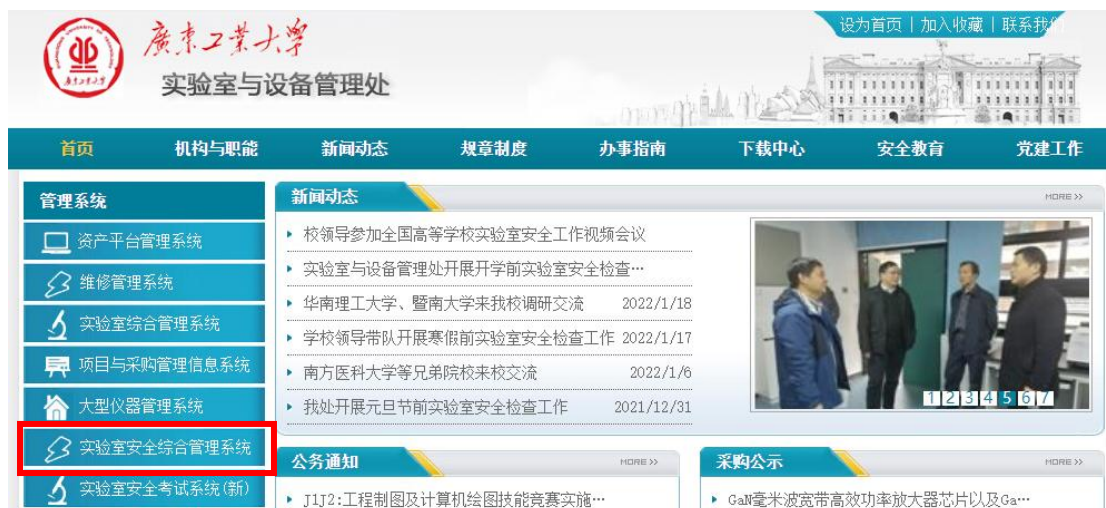 廣東工業大學
实验室与设备管理处
设为首页 | 加入收藏 | 联系我们
首页 机构与职能 新闻动态 规章制度 办事指南 下载中心 安全教育 党建工作
管理系统
资产平台管理系统
维修管理系统
实验室综合管理系统
项目与采购管理信息系统
大型仪器管理系统
实验室安全综合管理系统
实验室安全考试系统(新)
新闻动态 MORE >>
校领导参加全国高等学校实验室安全工作视频会议
实验室与设备管理处开展开学前实验室安全检查…
华南理工大学、暨南大学来我校调研交流 2022/1/18
学校领导带队开展寒假前实验室安全检查工作 2022/1/17
南方医科大学等兄弟院校来校交流 2022/1/6
我处开展元旦节前实验室安全检查工作 2021/12/31
1 2 3 4 5 6 7
公务通知 MORE >>
J1J2:工程制图及计算机绘图技能竞赛实施…
采购公示 MORE >>
GaN毫米波宽带高效功率放大器芯片以及Ga…